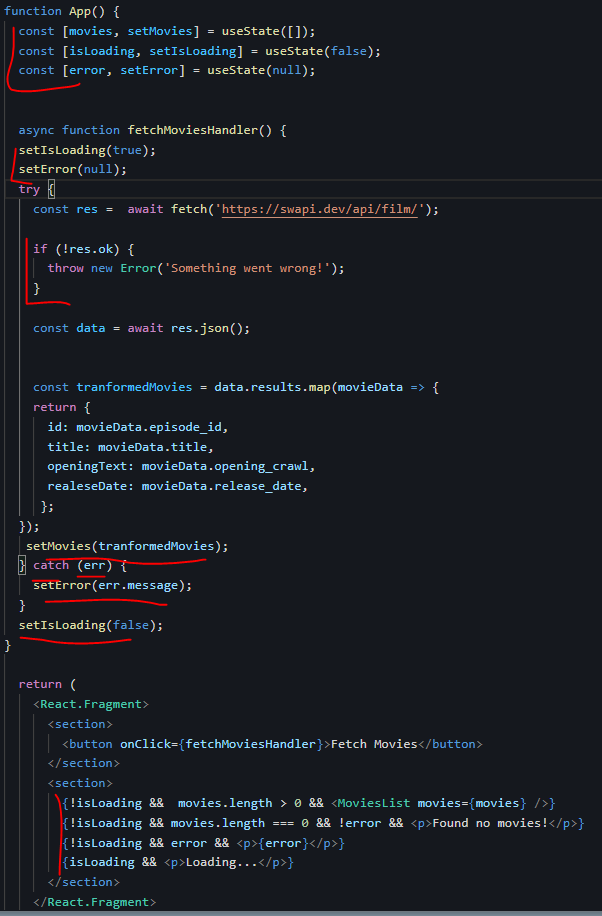 function App() {
const [movies, setMovies] = useState([]);
const [isLoading, setIsLoading] = useState(false);
const [error, setError] = useState(null);
async function fetchMoviesHandler() {
setIsLoading(true);
setError(null);
try {
const res =  await fetch('https://swapi.dev/api/film/');
if (!res.ok) {
throw new Error('Something went wrong!');
}
const data = await res.json();
const tranformedMovies = data.results.map(movieData => {
return {
id: movieData.episode_id,
title: movieData.title,
openingText: movieData.opening_crawl,
realeseDate: movieData.release_date,
};
});
setMovies(tranformedMovies);
} catch (err) {
setError(err.message);
}
setIsLoading(false);
}
return (
<React.Fragment>
<section>
<button onClick={fetchMoviesHandler}>Fetch Movies</button>
</section>
<section>
{!isLoading &&  movies.length > 0 && <MoviesList movies={movies} />}
{!isLoading && movies.length === 0 && !error && <p>Found no movies!</p>}
{!isLoading && error && <p>{error}</p>}
{isLoading && <p>Loading...</p>}
</section>
</React.Fragment>